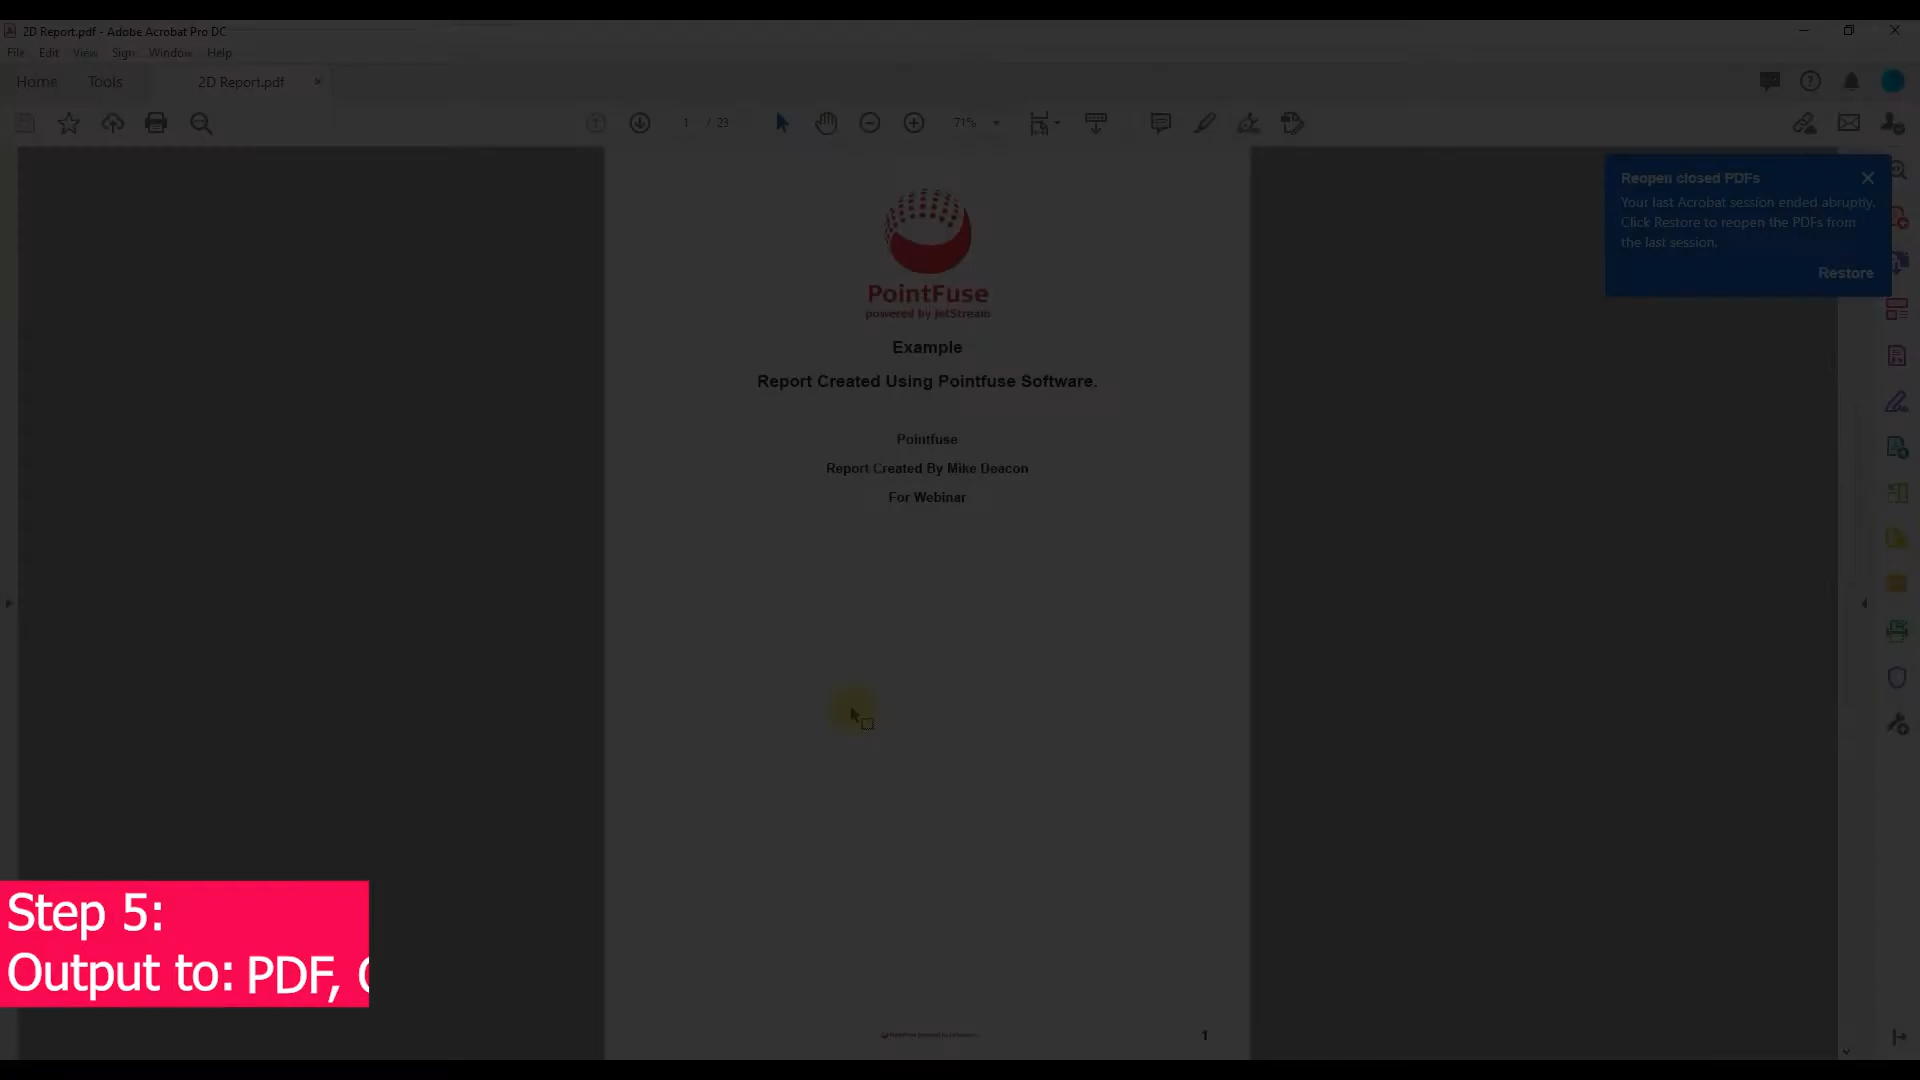 2D Report.pdf - Adobe Acrobat Pro DC
File Edit View Sign Window Help
Home Tools 2D Report.pdf
1 / 23 71%
Reopen closed PDFs
Your last Acrobat session ended abruptly.
Click Restore to reopen the PDFs from
the last session.
Restore
PointFuse
powered by JetStream
Example
Report Created Using Pointfuse Software.
Pointfuse
Report Created By Mike Deacon
For Webinar
Step 5:
Output to: PDF,
1